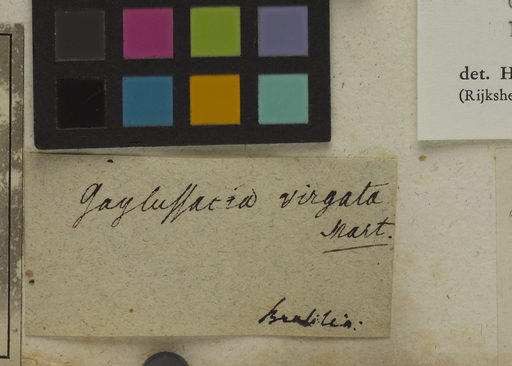 det. H
(Rijkshe
Gaylussacia virgata
Mart.
Brasilia.